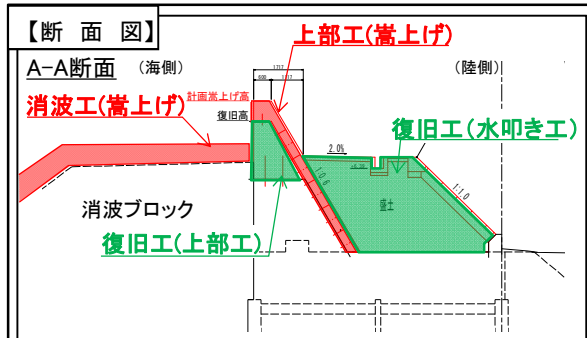 【断 面 図】
A-A断面 （海側） （陸側）
上部工(嵩上げ)
計画嵩上げ高
消波工(嵩上げ)
復旧高
復旧工（水叩き工）
2.0%
1:0.6
1:1.0
盛土
消波ブロック
復旧工(上部工)